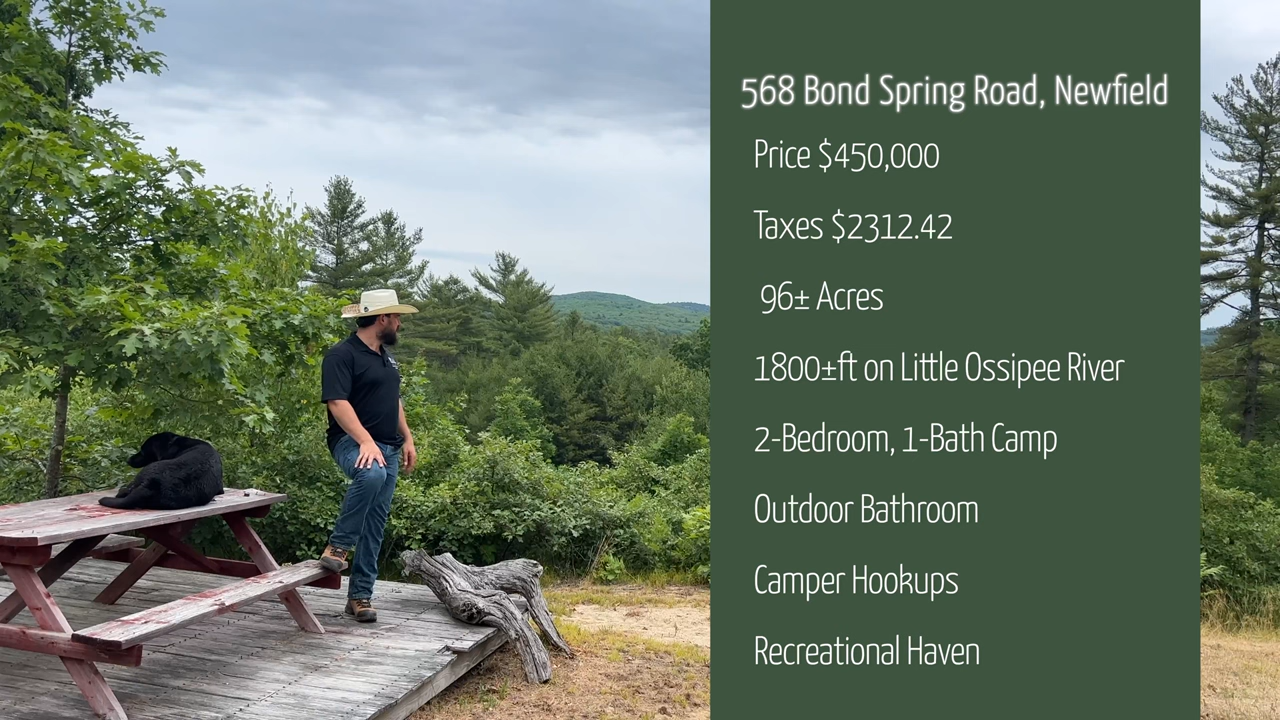 568 Bond Spring Road, Newfield
Price $450,000
Taxes $2312.42
96± Acres
1800±ft on Little Ossipee River
2-Bedroom, 1-Bath Camp
Outdoor Bathroom
Camper Hookups
Recreational Haven